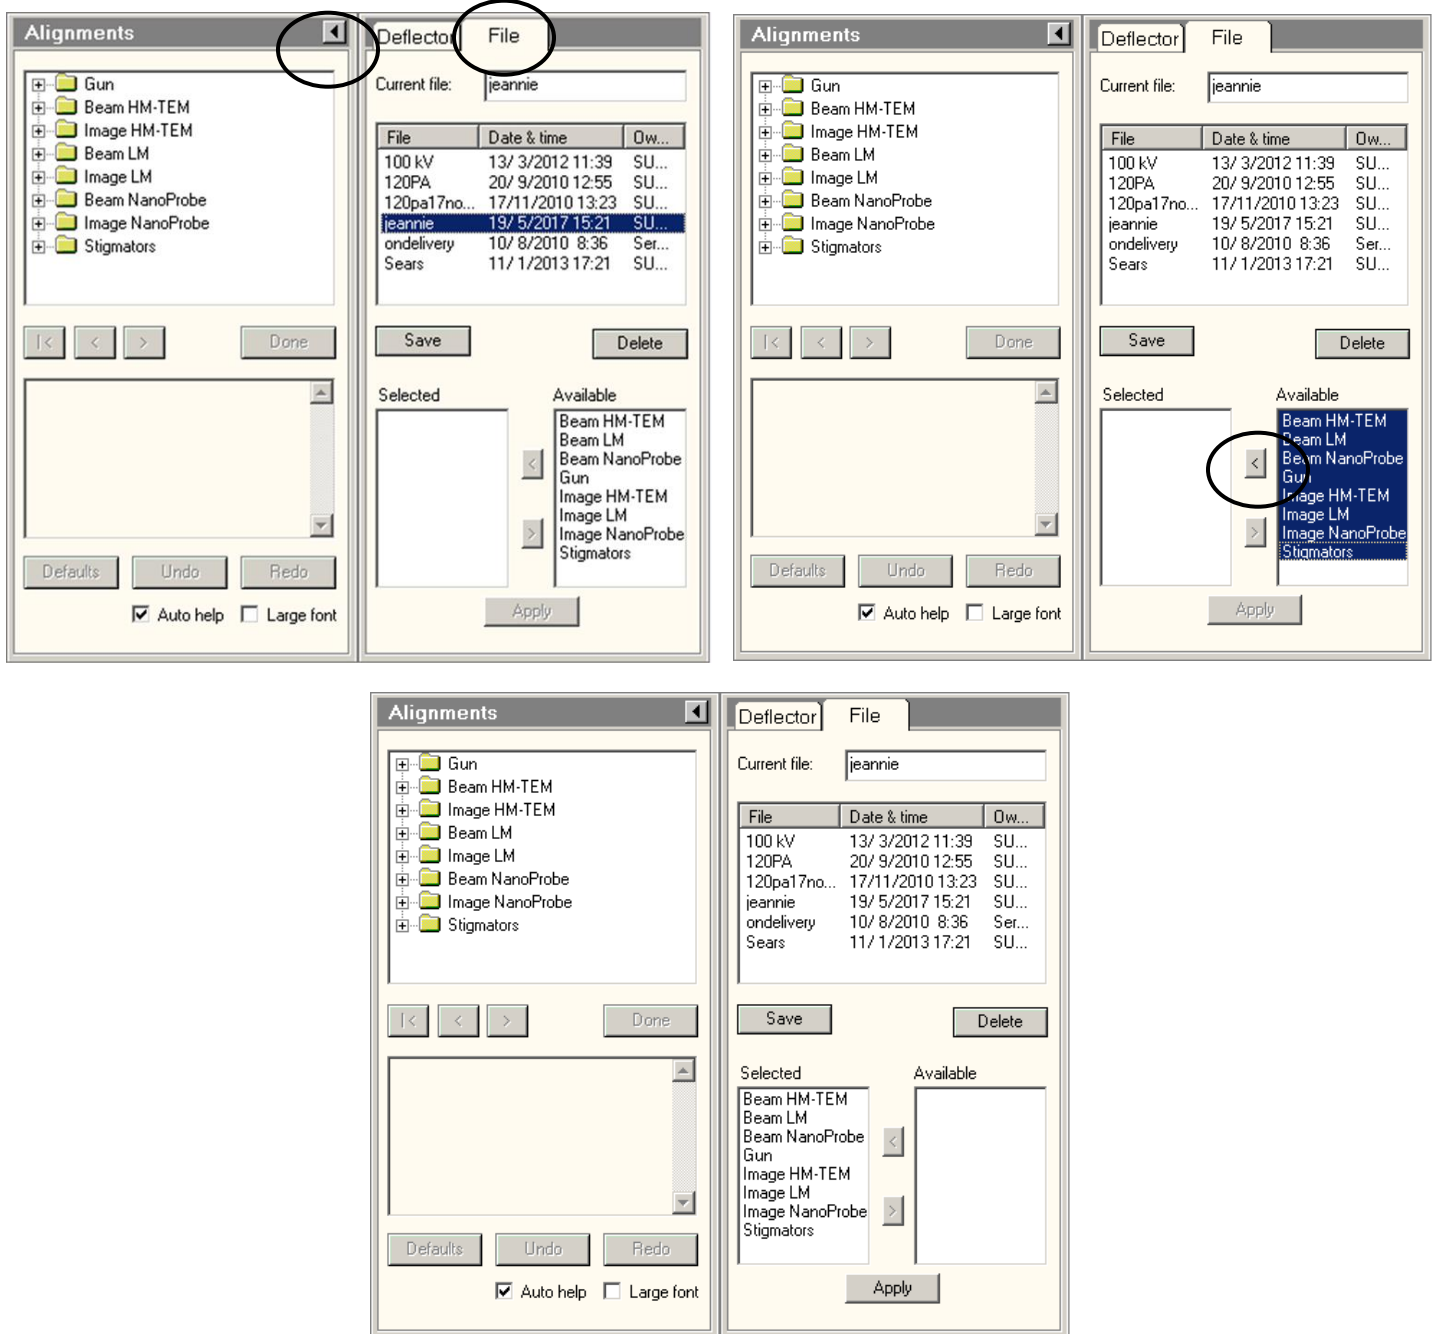 Alignments
Gun
Beam HM-TEM
Image HM-TEM
Beam LM
Image LM
Beam NanoProbe
Image NanoProbe
Stigmators
|< < > Done
Defaults Undo Redo
Auto help Large font
Deflector File
Current file: jeannie
File Date & time Ow...
100 kV 13/ 3/2012 11:39 SU...
120PA 20/ 9/2010 12:55 SU...
120pa17no... 17/11/2010 13:23 SU...
jeannie 19/ 5/2017 15:21 SU...
ondelivery 10/ 8/2010 8:36 Ser...
Sears 11/ 1/2013 17:21 SU...
Save Delete
Selected Available
Beam HM-TEM
Beam LM
< Beam NanoProbe
Gun
Image HM-TEM
Image LM
> Image NanoProbe
Stigmators
Apply
Alignments
Gun
Beam HM-TEM
Image HM-TEM
Beam LM
Image LM
Beam NanoProbe
Image NanoProbe
Stigmators
|< < > Done
Defaults Undo Redo
Auto help Large font
Deflector File
Current file: jeannie
File Date & time Ow...
100 kV 13/ 3/2012 11:39 SU...
120PA 20/ 9/2010 12:55 SU...
120pa17no... 17/11/2010 13:23 SU...
jeannie 19/ 5/2017 15:21 SU...
ondelivery 10/ 8/2010 8:36 Ser...
Sears 11/ 1/2013 17:21 SU...
Save Delete
Selected Available
Beam HM-TEM
Beam LM
< Beam NanoProbe
Gun
Image HM-TEM
Image LM
> Image NanoProbe
Stigmators
Apply
Alignments
Gun
Beam HM-TEM
Image HM-TEM
Beam LM
Image LM
Beam NanoProbe
Image NanoProbe
Stigmators
|< < > Done
Defaults Undo Redo
Auto help Large font
Deflector File
Current file: jeannie
File Date & time Ow...
100 kV 13/ 3/2012 11:39 SU...
120PA 20/ 9/2010 12:55 SU...
120pa17no... 17/11/2010 13:23 SU...
jeannie 19/ 5/2017 15:21 SU...
ondelivery 10/ 8/2010 8:36 Ser...
Sears 11/ 1/2013 17:21 SU...
Save Delete
Selected Available
Beam HM-TEM
Beam LM
Beam NanoProbe <
Gun
Image HM-TEM
Image LM
Image NanoProbe >
Stigmators
Apply